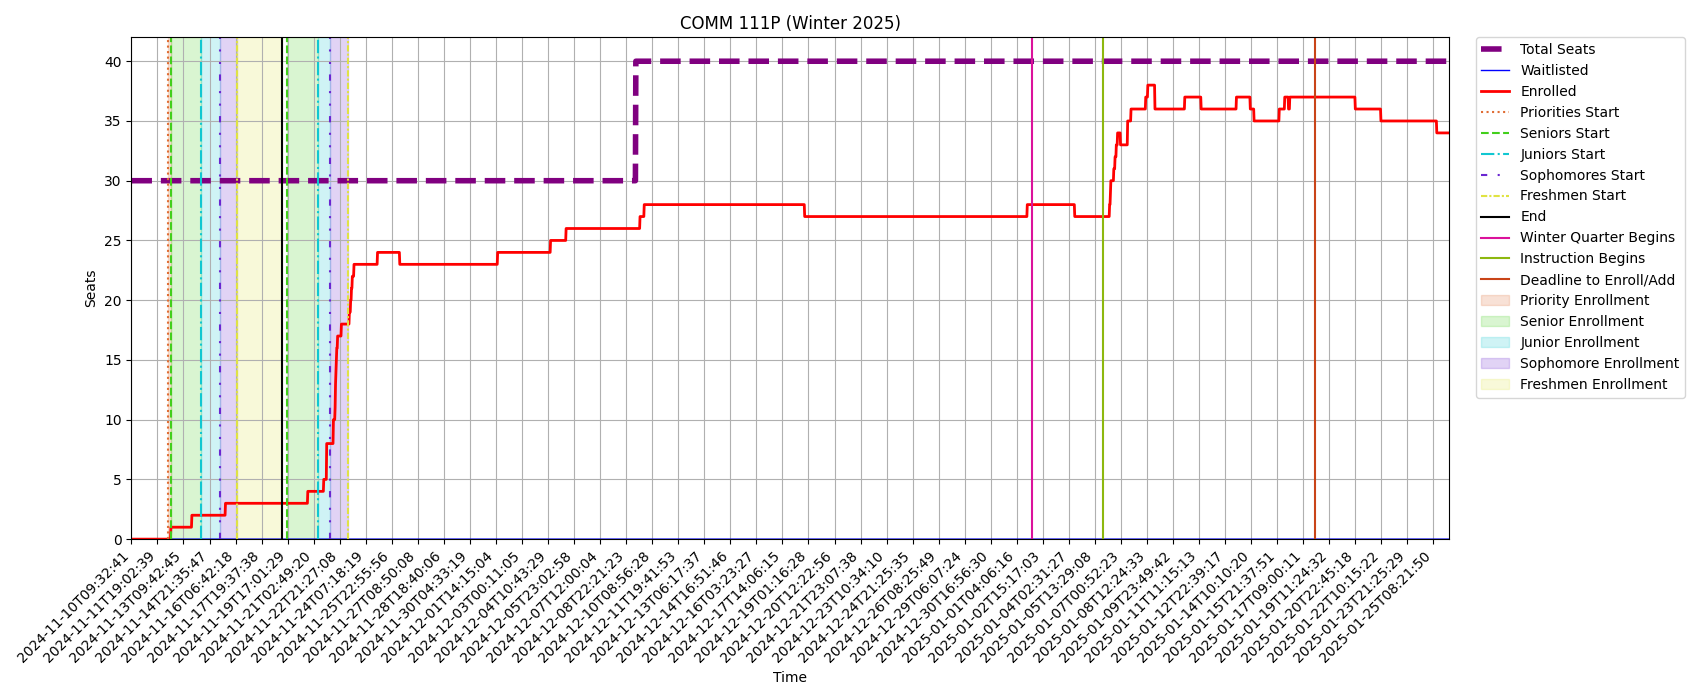 COMM 111P (Winter 2025)
Seats
40
35
30
25
20
15
10
5
0
2024-11-10T09:32:41
2024-11-11T19:02:39
2024-11-13T09:42:45
2024-11-14T21:35:47
2024-11-16T06:42:18
2024-11-17T19:37:38
2024-11-19T17:01:29
2024-11-21T02:49:20
2024-11-22T21:27:08
2024-11-24T07:18:19
2024-11-25T22:55:56
2024-11-27T08:50:08
2024-11-28T18:40:06
2024-11-30T04:33:19
2024-12-01T14:15:04
2024-12-03T00:11:05
2024-12-04T10:43:29
2024-12-05T23:02:58
2024-12-07T12:00:04
2024-12-08T22:21:23
2024-12-10T08:56:28
2024-12-11T19:41:53
2024-12-13T06:17:37
2024-12-14T16:51:46
2024-12-16T03:23:27
2024-12-17T14:06:15
2024-12-19T01:16:28
2024-12-20T12:22:56
2024-12-21T23:07:38
2024-12-23T10:34:10
2024-12-24T21:25:35
2024-12-26T08:25:49
2024-12-29T06:07:24
2024-12-30T16:56:30
2025-01-01T04:06:16
2025-01-02T15:17:03
2025-01-04T02:31:27
2025-01-05T13:29:08
2025-01-07T00:52:23
2025-01-08T12:24:33
2025-01-09T23:49:42
2025-01-11T11:15:13
2025-01-12T22:39:17
2025-01-14T10:10:20
2025-01-15T21:37:51
2025-01-17T09:00:11
2025-01-19T11:24:32
2025-01-20T22:45:18
2025-01-22T10:15:22
2025-01-23T21:25:29
2025-01-25T08:21:50
Time
Total Seats
Waitlisted
Enrolled
Priorities Start
Seniors Start
Juniors Start
Sophomores Start
Freshmen Start
End
Winter Quarter Begins
Instruction Begins
Deadline to Enroll/Add
Priority Enrollment
Senior Enrollment
Junior Enrollment
Sophomore Enrollment
Freshmen Enrollment